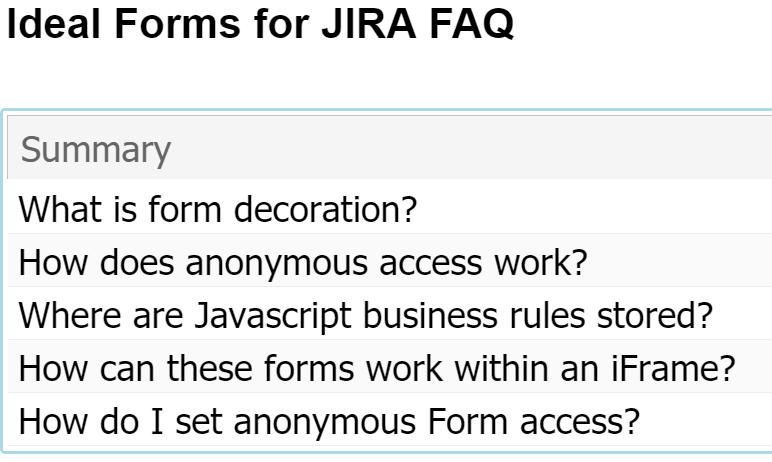 Ideal Forms for JIRA FAQ
Summary
What is form decoration?
How does anonymous access work?
Where are Javascript business rules stored?
How can these forms work within an iFrame?
How do I set anonymous Form access?